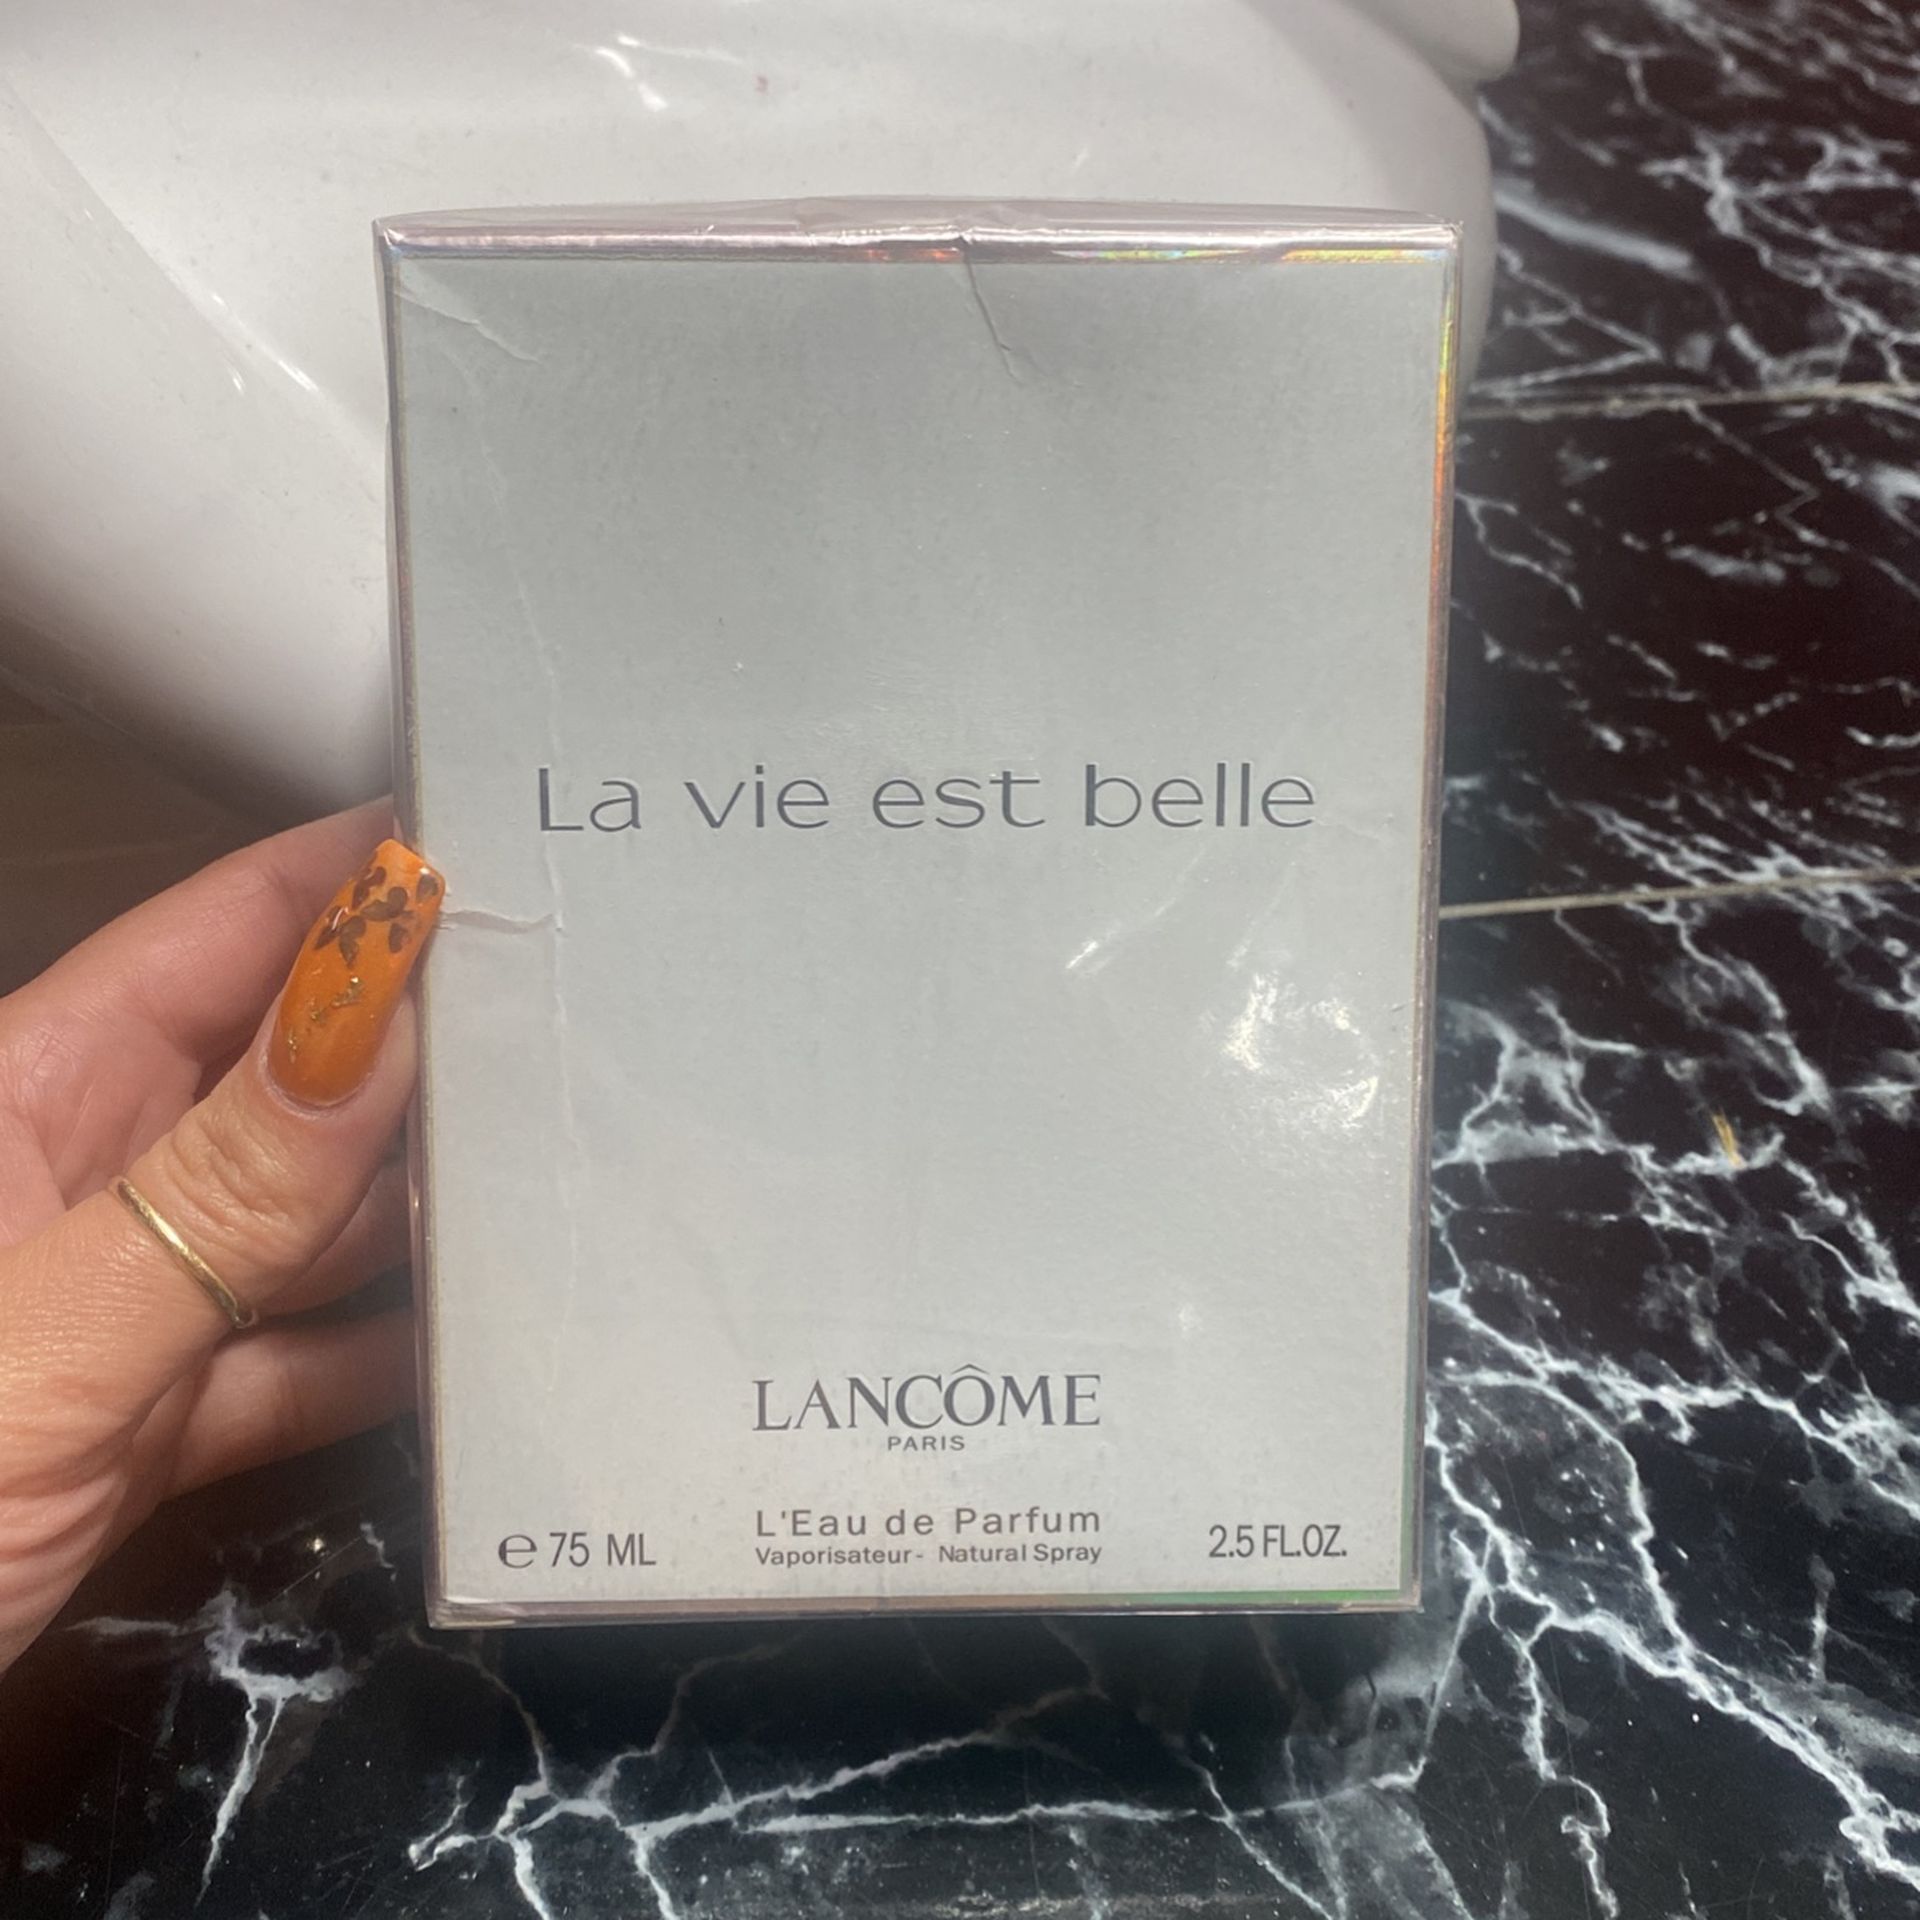 La vie est belle
LANCÔME
PARIS
L'Eau de Parfum
℮ 75 ML Vaporisateur - Natural Spray 2.5 FL.OZ.